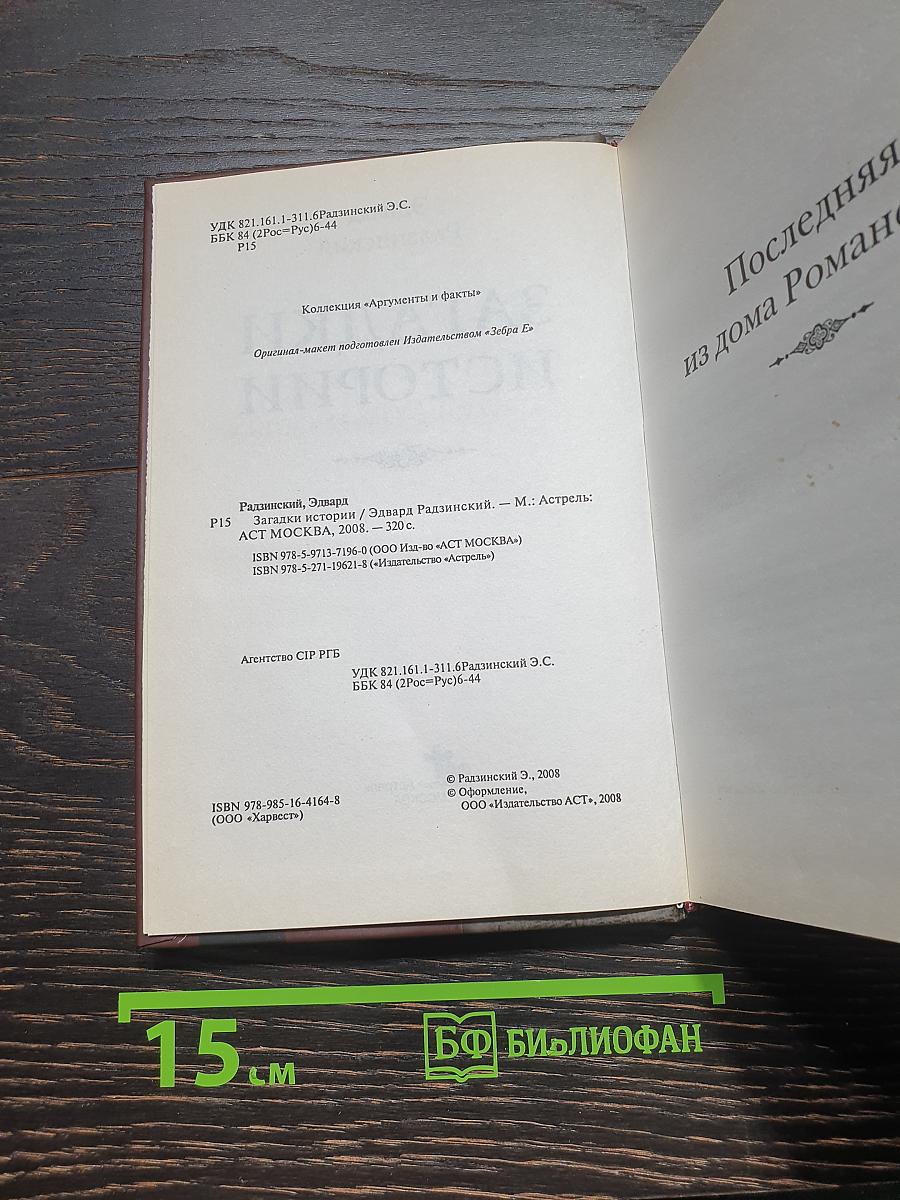 УДК 821.161.1-311.6Радзинский Э.С.
ББК 84 (2Рос=Рус)6-44
Р15
Коллекция «Аргументы и факты»
Оригинал-макет подготовлен Издательством «Зебра Е»
Радзинский, Эдвард
Р15 Загадки истории / Эдвард Радзинский. — М.: Астрель:
АСТ МОСКВА, 2008. — 320 с.
ISBN 978-5-9713-7196-0 (ООО Изд-во «АСТ МОСКВА»)
ISBN 978-5-271-19621-8 («Издательство «Астрель»)
Агентство CIP РГБ
УДК 821.161.1-311.6Радзинский Э.С.
ББК 84 (2Рос=Рус)6-44
© Радзинский Э., 2008
© Оформление,
ООО «Издательство АСТ», 2008
ISBN 978-985-16-4164-8
(ООО «Харвест»)
Последняя
из дома
ЗАГАДКИ
ИСТОРИИ
15 см
БФ БИБЛИОФАН